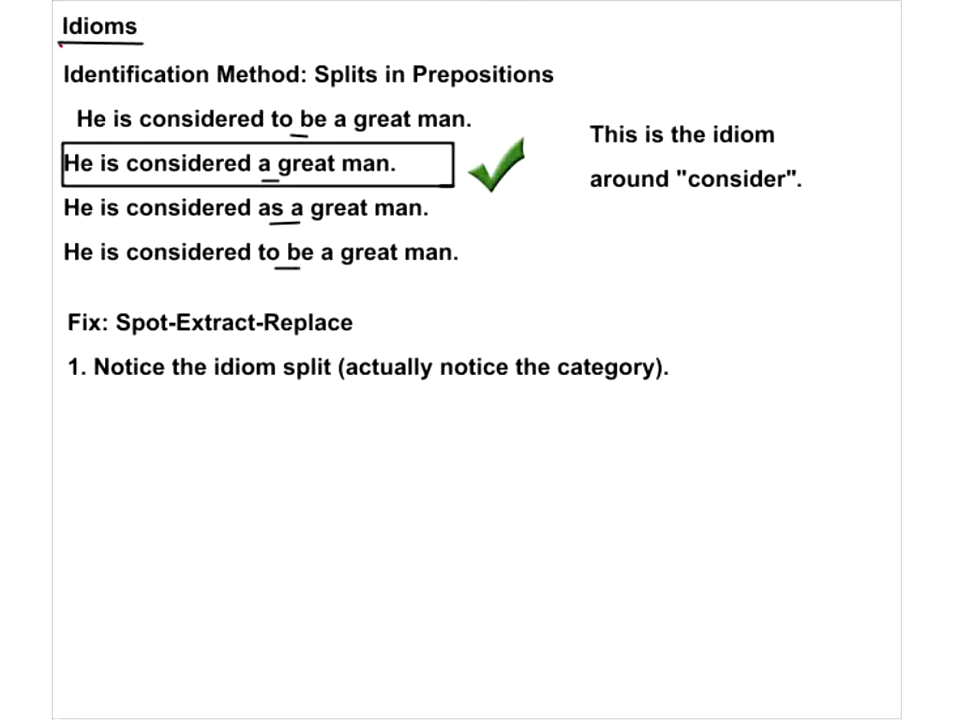 Idioms
Identification Method: Splits in Prepositions
He is considered to be a great man.
He is considered a great man.
He is considered as a great man.
He is considered to be a great man.
This is the idiom
around "consider".
Fix: Spot-Extract-Replace
1. Notice the idiom split (actually notice the category).